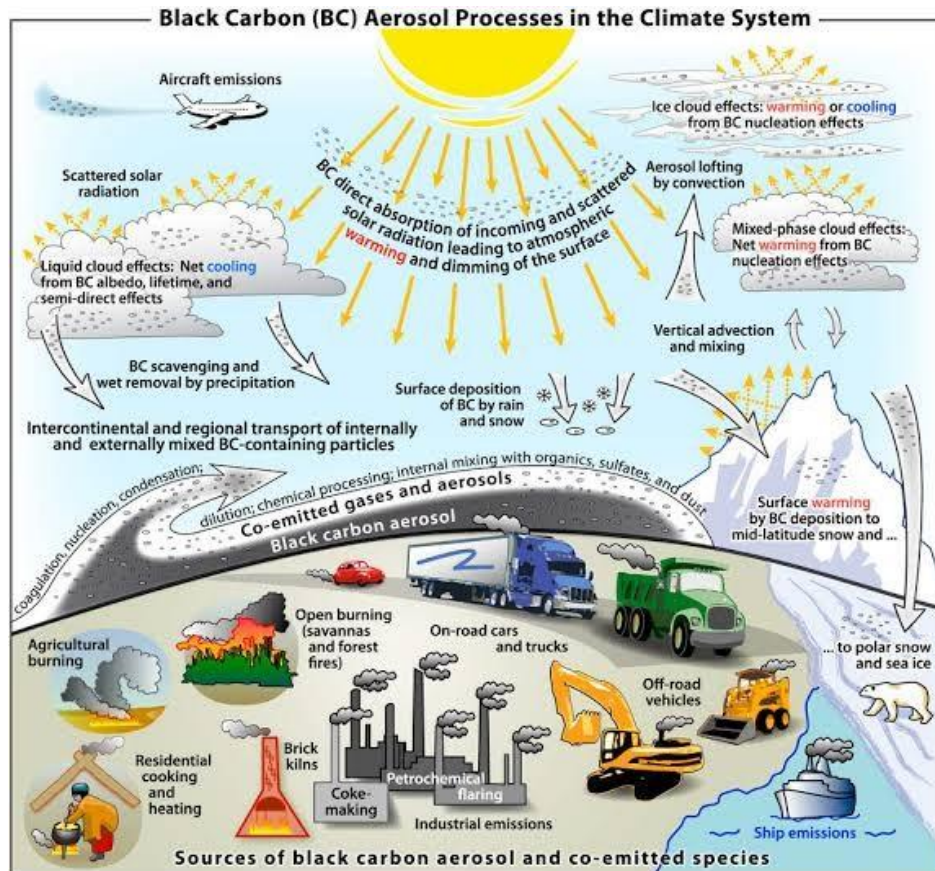 Black Carbon (BC) Aerosol Processes in the Climate System
Aircraft emissions
Ice cloud effects: warming or cooling
from BC nucleation effects
BC direct absorption of incoming and scattered
solar radiation leading to atmospheric
warming and dimming of the surface
Scattered solar
radiation
Aerosol lofting
by convection
Liquid cloud effects: Net cooling
from BC albedo, lifetime, and
semi-direct effects
Mixed-phase cloud effects:
Net warming from BC
nucleation effects
BC scavenging and
wet removal by precipitation
Vertical advection
and mixing
Surface deposition
of BC by rain
and snow
Intercontinental and regional transport of internally
and externally mixed BC-containing particles
coagulation, nucleation, condensation;
dilution; chemical processing; internal mixing with organics, sulfates, and dust
Co-emitted gases and aerosols
Black carbon aerosol
Surface warming
by BC deposition to
mid-latitude snow and ...
... to polar snow
and sea ice
Agricultural
burning
Open burning
(savannas
and forest
fires)
On-road cars
and trucks
Off-road
vehicles
Residential
cooking
and
heating
Brick
kilns
Coke-
making
Petrochemical
flaring
Industrial emissions
Ship emissions
Sources of black carbon aerosol and co-emitted species